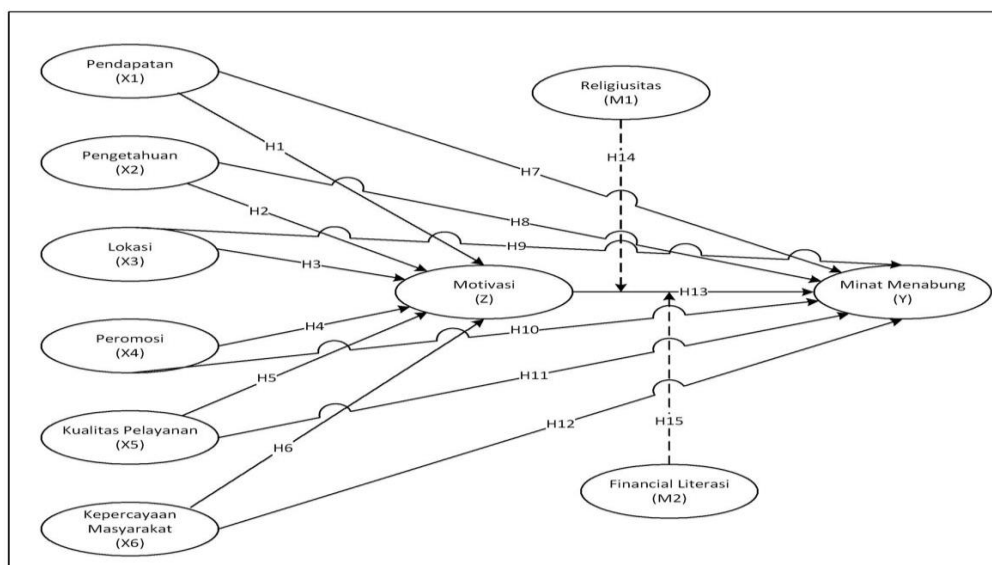 Pendapatan
(X1)
Religiusitas
(M1)
H1
Pengetahuan
(X2)
H14
H7
H2
H8
Lokasi
(X3)
H9
H3
Motivasi
(Z)
H13
Minat Menabung
(Y)
Peromosi
(X4)
H4
H10
H5
H11
Kualitas Pelayanan
(X5)
H12
H15
H6
Financial Literasi
(M2)
Kepercayaan
Masyarakat
(X6)